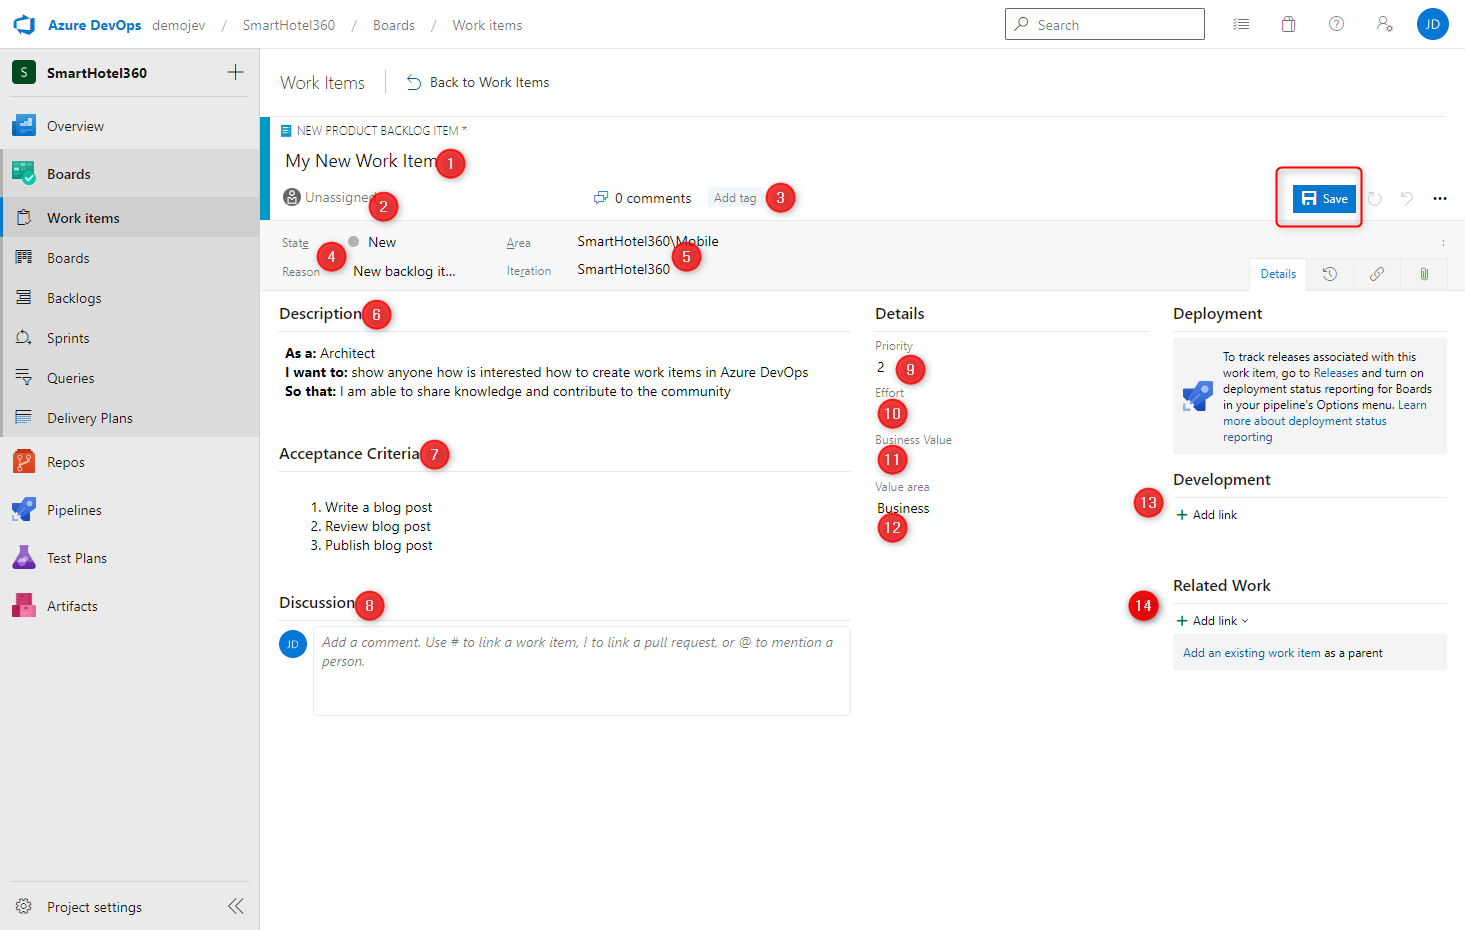 Azure DevOps demojev / SmartHotel360 / Boards / Work items
Search
JD
S SmartHotel360
Overview
Boards
Work items
Boards
Backlogs
Sprints
Queries
Delivery Plans
Repos
Pipelines
Test Plans
Artifacts
Project settings
Work Items
Back to Work Items
NEW PRODUCT BACKLOG ITEM *
My New Work Item 1
Unassigned 2
0 comments
Add tag 3
Save
State New
4
Reason New backlog it...
Area SmartHotel360\Mobile
5
Iteration SmartHotel360
Details
Description 6
As a: Architect
I want to: show anyone how is interested how to create work items in Azure DevOps
So that: I am able to share knowledge and contribute to the community
Acceptance Criteria 7
1. Write a blog post
2. Review blog post
3. Publish blog post
Discussion 8
JD
Add a comment. Use # to link a work item, ! to link a pull request, or @ to mention a
person.
Details
Priority
2 9
Effort
10
Business Value
11
Value area
Business
12
Deployment
To track releases associated with this
work item, go to Releases and turn on
deployment status reporting for Boards
in your pipeline's Options menu. Learn
more about deployment status
reporting
Development
13
+ Add link
Related Work
14
+ Add link
Add an existing work item as a parent